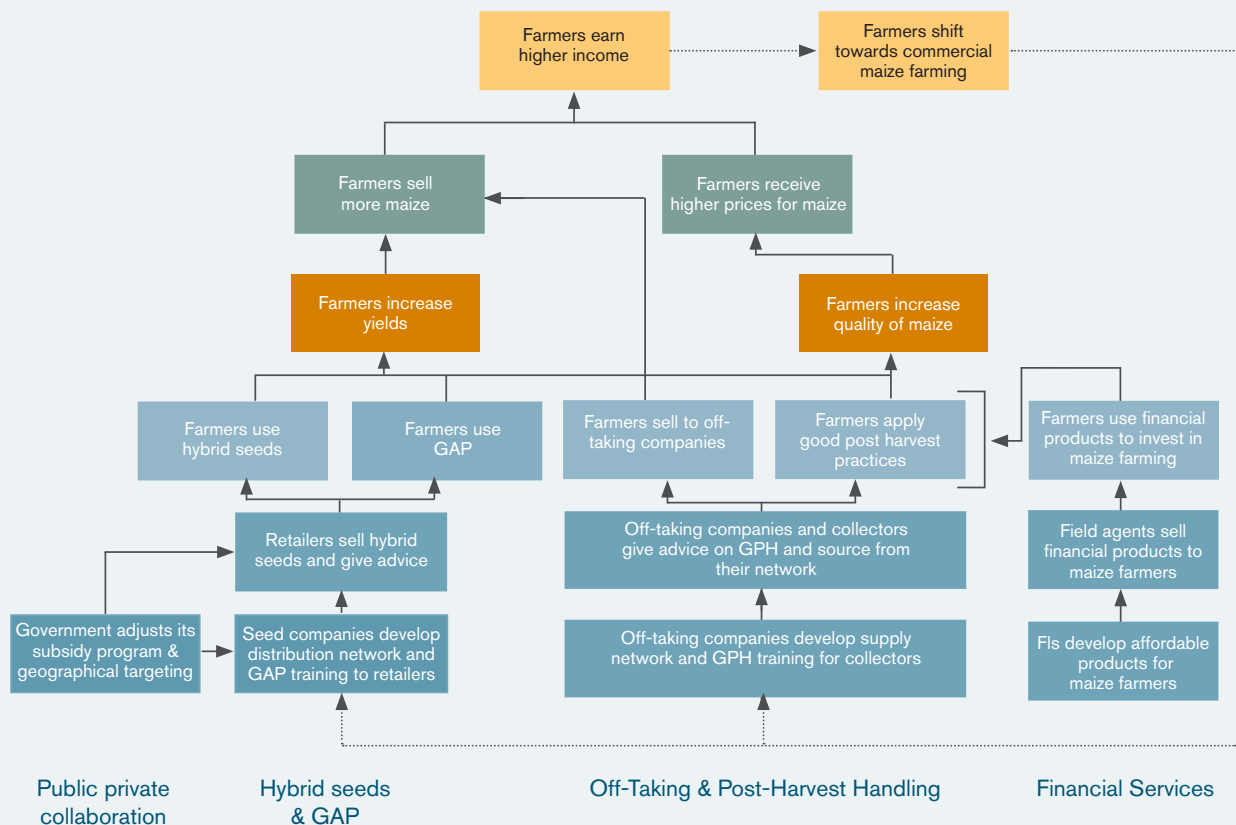 Farmers earn
higher income
Farmers shift
towards commercial
maize farming
Farmers sell
more maize
Farmers receive
higher prices for maize
Farmers increase
yields
Farmers increase
quality of maize
Farmers use
hybrid seeds
Farmers use
GAP
Farmers sell to off-
taking companies
Farmers apply
good post harvest
practices
Farmers use financial
products to invest in
maize farming
Retailers sell hybrid
seeds and give advice
Off-taking companies and collectors
give advice on GPH and source from
their network
Field agents sell
financial products to
maize farmers
Government adjusts its
subsidy program &
geographical targeting
Seed companies develop
distribution network and
GAP training to retailers
Off-taking companies develop supply
network and GPH training for collectors
FIs develop affordable
products for
maize farmers
Public private
collaboration
Hybrid seeds
& GAP
Off-Taking & Post-Harvest Handling
Financial Services